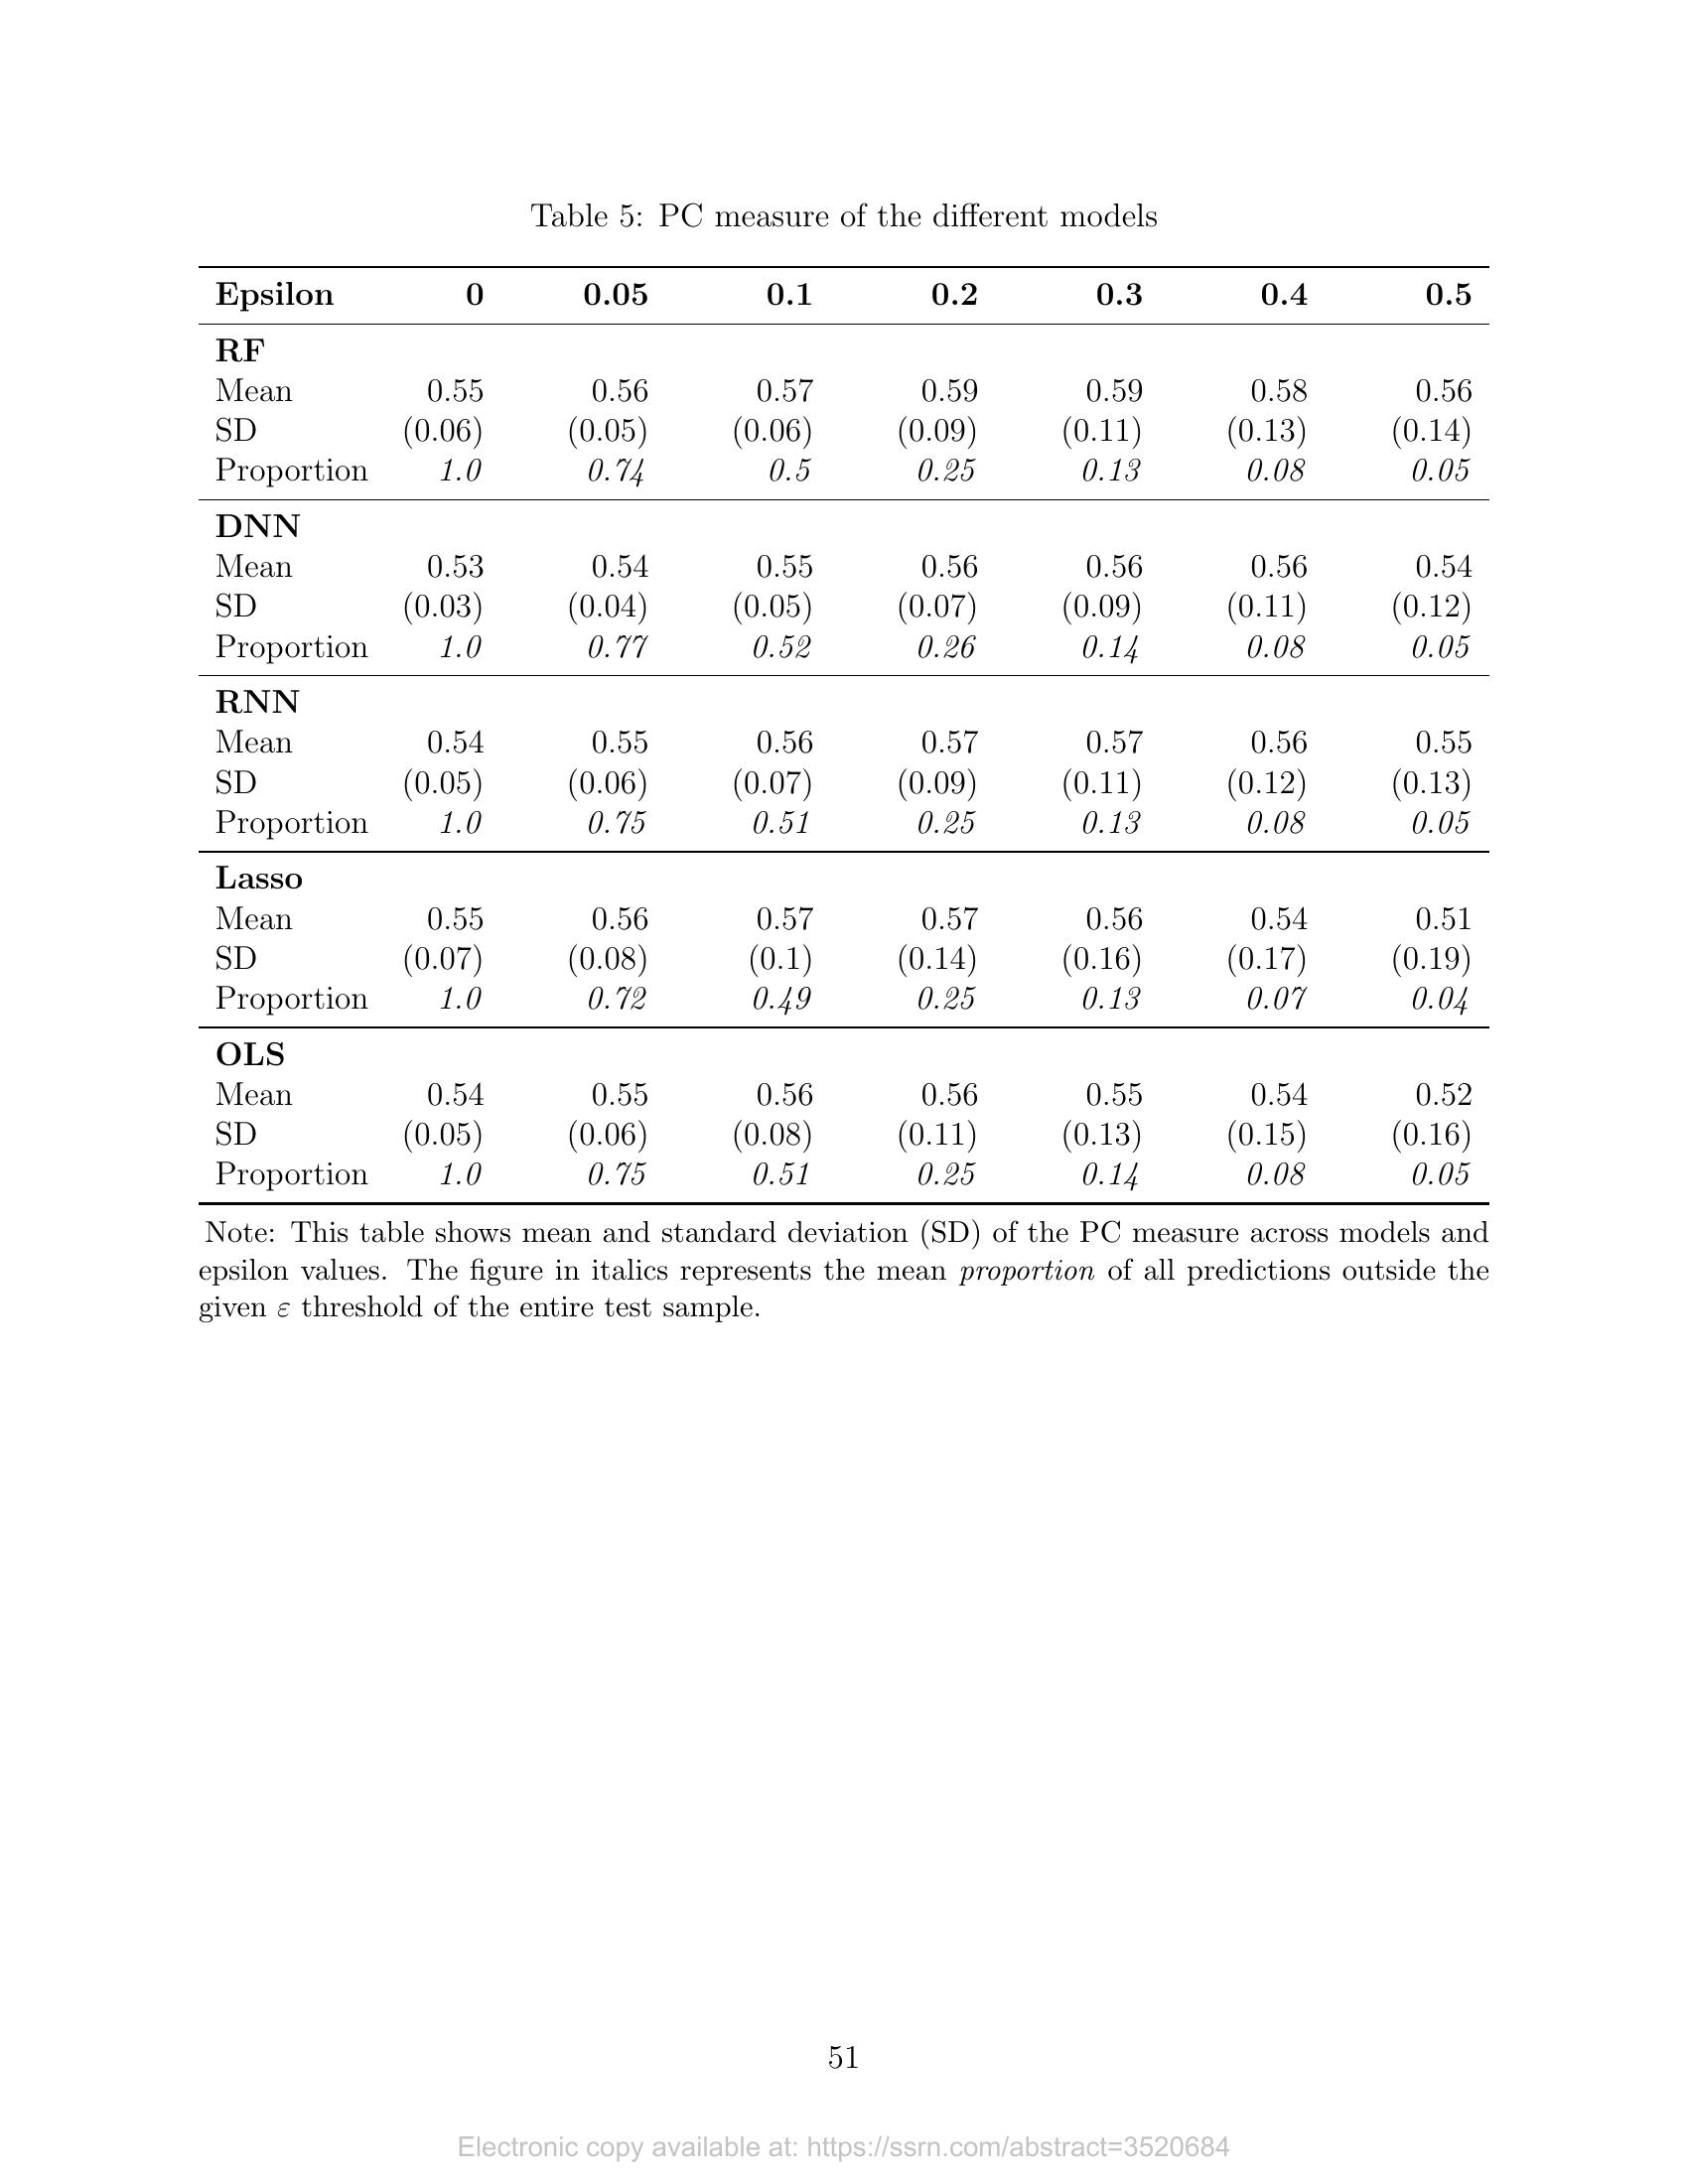 Table 5: PC measure of the different models
Epsilon 0 0.05 0.1 0.2 0.3 0.4 0.5
RF
Mean 0.55 0.56 0.57 0.59 0.59 0.58 0.56
SD (0.06) (0.05) (0.06) (0.09) (0.11) (0.13) (0.14)
Proportion 1.0 0.74 0.5 0.25 0.13 0.08 0.05
DNN
Mean 0.53 0.54 0.55 0.56 0.56 0.56 0.54
SD (0.03) (0.04) (0.05) (0.07) (0.09) (0.11) (0.12)
Proportion 1.0 0.77 0.52 0.26 0.14 0.08 0.05
RNN
Mean 0.54 0.55 0.56 0.57 0.57 0.56 0.55
SD (0.05) (0.06) (0.07) (0.09) (0.11) (0.12) (0.13)
Proportion 1.0 0.75 0.51 0.25 0.13 0.08 0.05
Lasso
Mean 0.55 0.56 0.57 0.57 0.56 0.54 0.51
SD (0.07) (0.08) (0.1) (0.14) (0.16) (0.17) (0.19)
Proportion 1.0 0.72 0.49 0.25 0.13 0.07 0.04
OLS
Mean 0.54 0.55 0.56 0.56 0.55 0.54 0.52
SD (0.05) (0.06) (0.08) (0.11) (0.13) (0.15) (0.16)
Proportion 1.0 0.75 0.51 0.25 0.14 0.08 0.05
Note: This table shows mean and standard deviation (SD) of the PC measure across models and
epsilon values. The figure in italics represents the mean proportion of all predictions outside the
given ε threshold of the entire test sample.
51
Electronic copy available at: https://ssrn.com/abstract=3520684